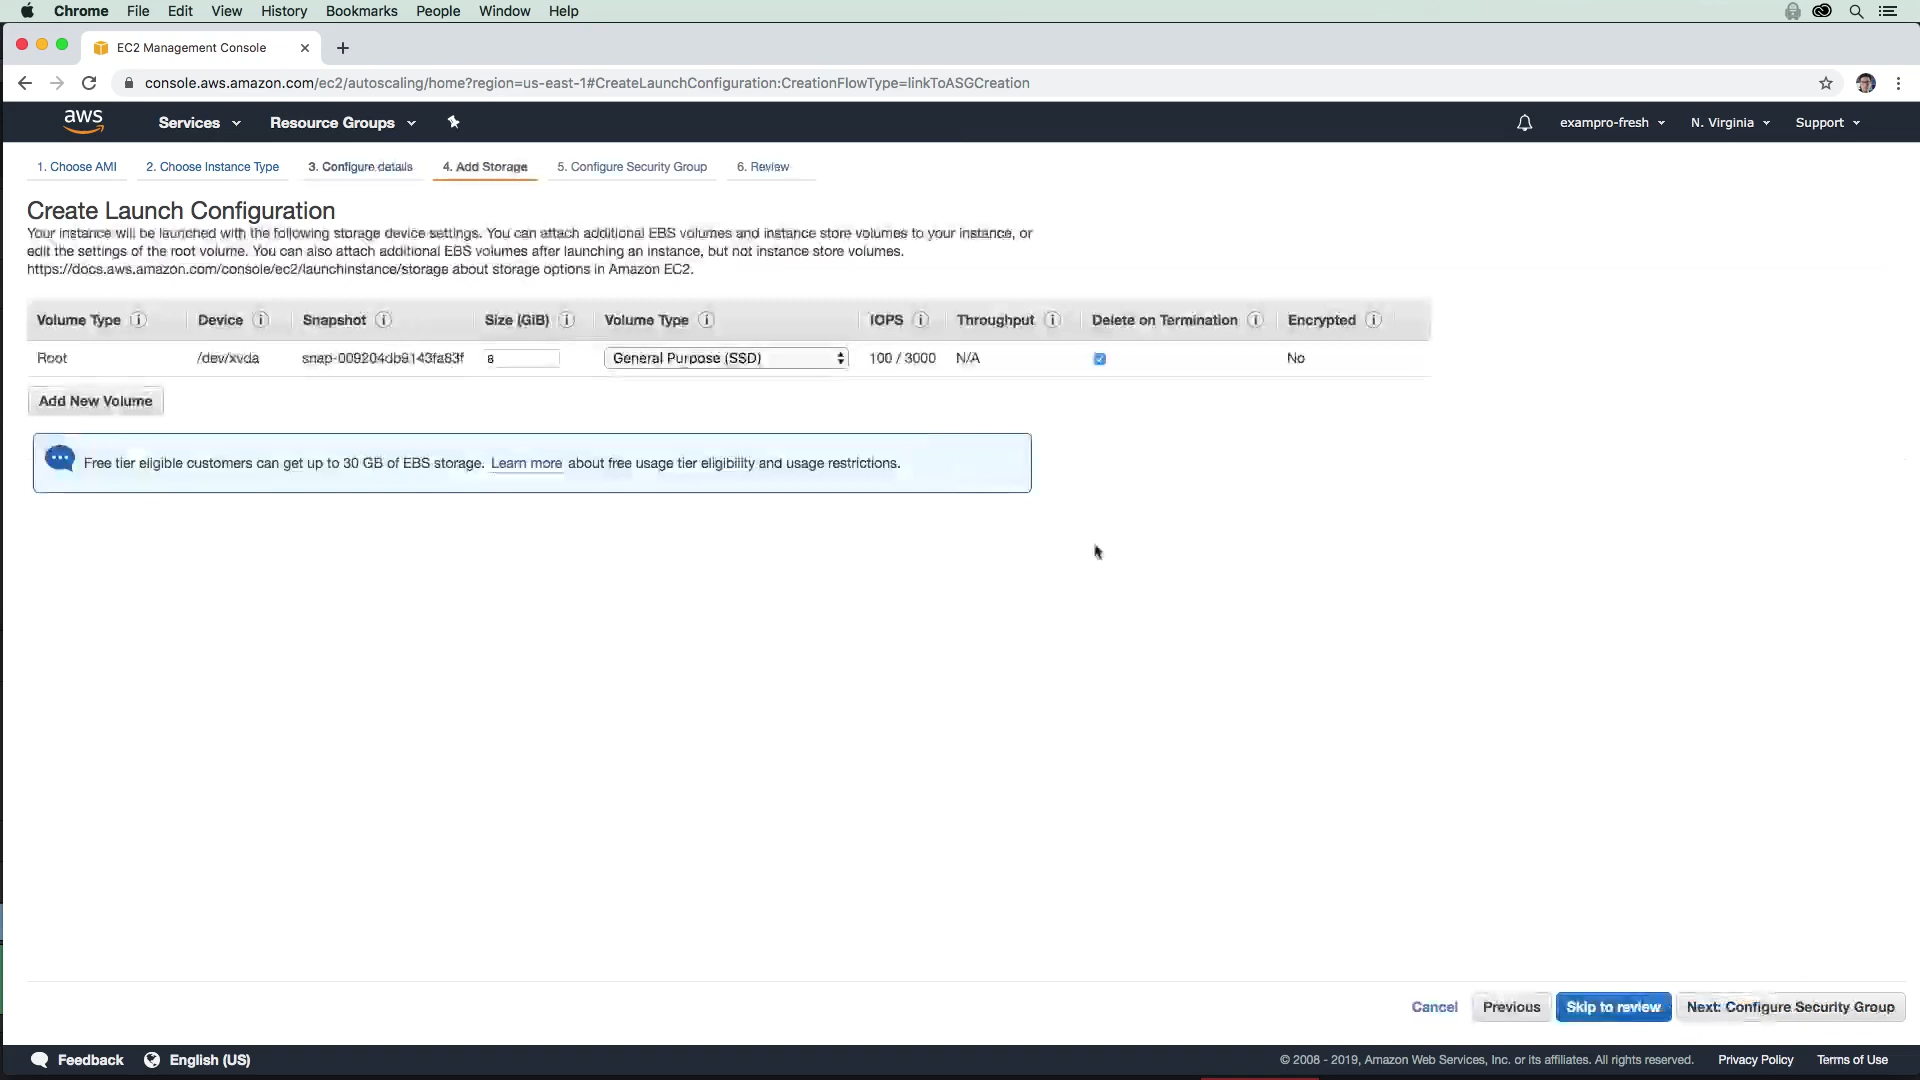 Chrome File Edit View History Bookmarks People Window Help
EC2 Management Console
console.aws.amazon.com/ec2/autoscaling/home?region=us-east-1#CreateLaunchConfiguration:CreationFlowType=linkToASGCreation
aws Services Resource Groups exampro-fresh N. Virginia Support
1. Choose AMI 2. Choose Instance Type 3. Configure details 4. Add Storage 5. Configure Security Group 6. Review
Create Launch Configuration
Your instance will be launched with the following storage device settings. You can attach additional EBS volumes and instance store volumes to your instance, or
edit the settings of the root volume. You can also attach additional EBS volumes after launching an instance, but not instance store volumes.
https://docs.aws.amazon.com/console/ec2/launchinstance/storage about storage options in Amazon EC2.
Volume Type Device Snapshot Size (GiB) Volume Type IOPS Throughput Delete on Termination Encrypted
Root /dev/xvda snap-009204db9143fa83f General Purpose (SSD) 100 / 3000 N/A No
Add New Volume
Free tier eligible customers can get up to 30 GB of EBS storage. Learn more about free usage tier eligibility and usage restrictions.
Cancel Previous Skip to review Next: Configure Security Group
Feedback English (US) © 2008 - 2019, Amazon Web Services, Inc. or its affiliates. All rights reserved. Privacy Policy Terms of Use